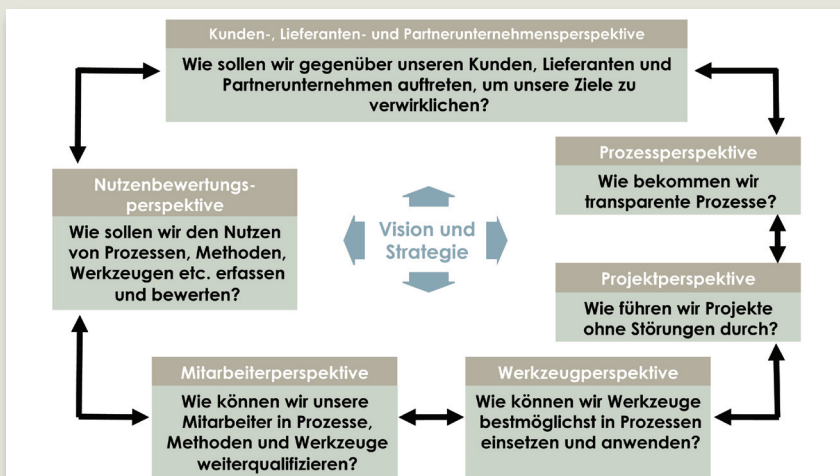 Kunden-, Lieferanten- und Partnerunternehmensperspektive
Wie sollen wir gegenüber unseren Kunden, Lieferanten und
Partnerunternehmen auftreten, um unsere Ziele zu
verwirklichen?
Prozessperspektive
Wie bekommen wir
transparente Prozesse?
Nutzenbewertungs-
perspektive
Wie sollen wir den Nutzen
von Prozessen, Methoden,
Werkzeugen etc. erfassen
und bewerten?
Vision und
Strategie
Projektperspektive
Wie führen wir Projekte
ohne Störungen durch?
Mitarbeiterperspektive
Wie können wir unsere
Mitarbeiter in Prozesse,
Methoden und Werkzeuge
weiterqualifizieren?
Werkzeugperspektive
Wie können wir Werkzeuge
bestmöglichst in Prozessen
einsetzen und anwenden?